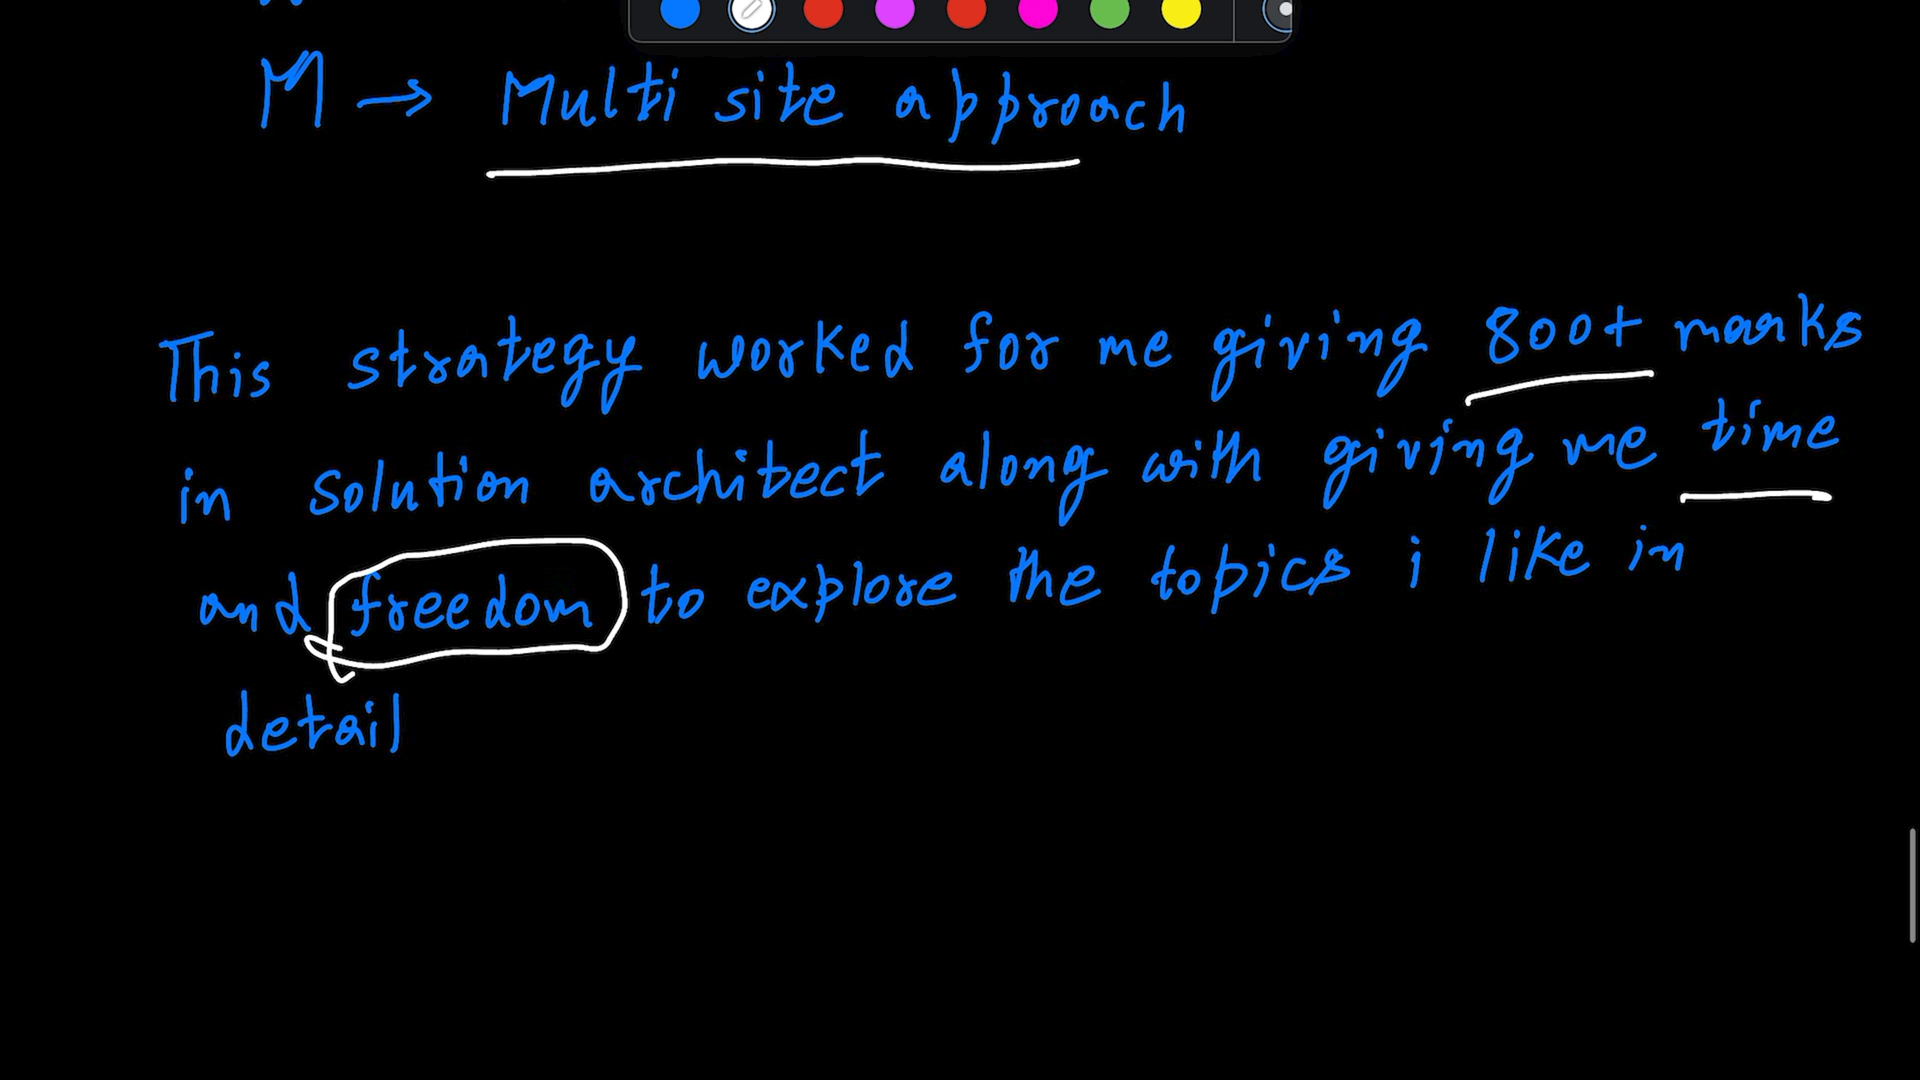 M → Multi site approach
This strategy worked for me giving 800+ marks
in solution architect along with giving me time
and freedom to explore the topics i like in
detail